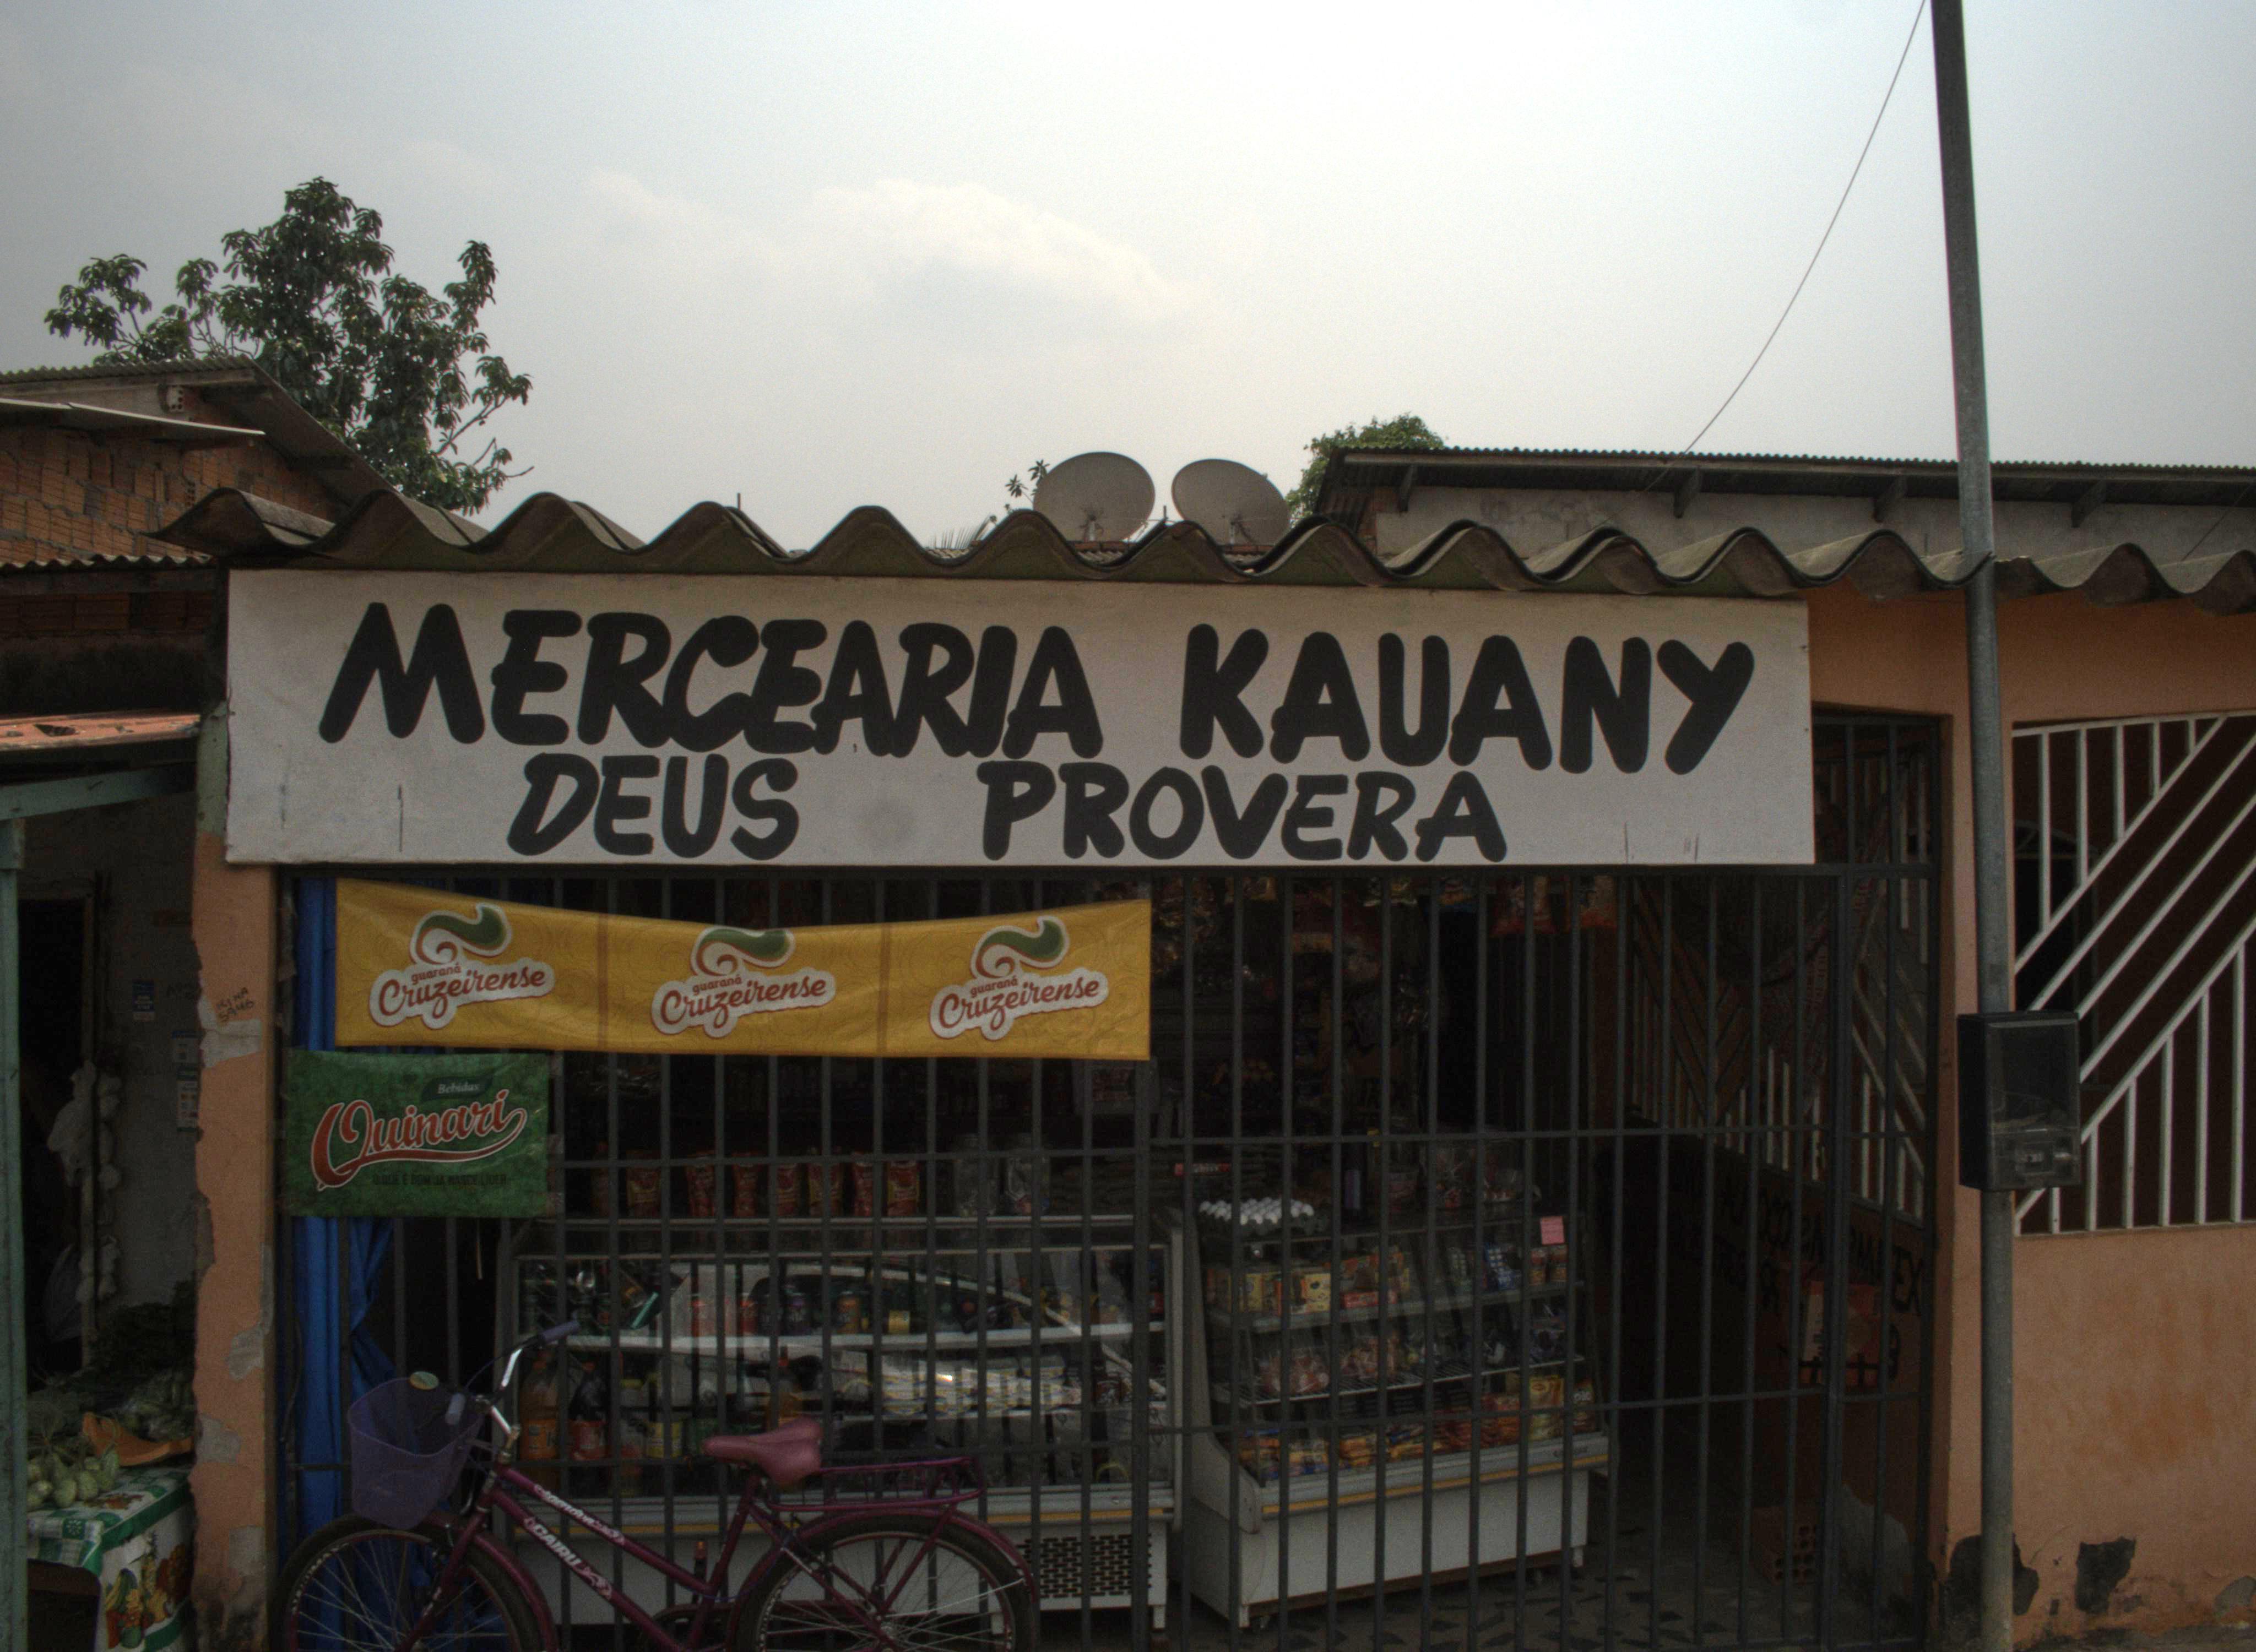 MERCEARIA KAUANY
DEUS PROVERA
guaraná
Cruzeirense
guaraná
Cruzeirense
guaraná
Cruzeirense
Bebidas
Quinari
CAIRU